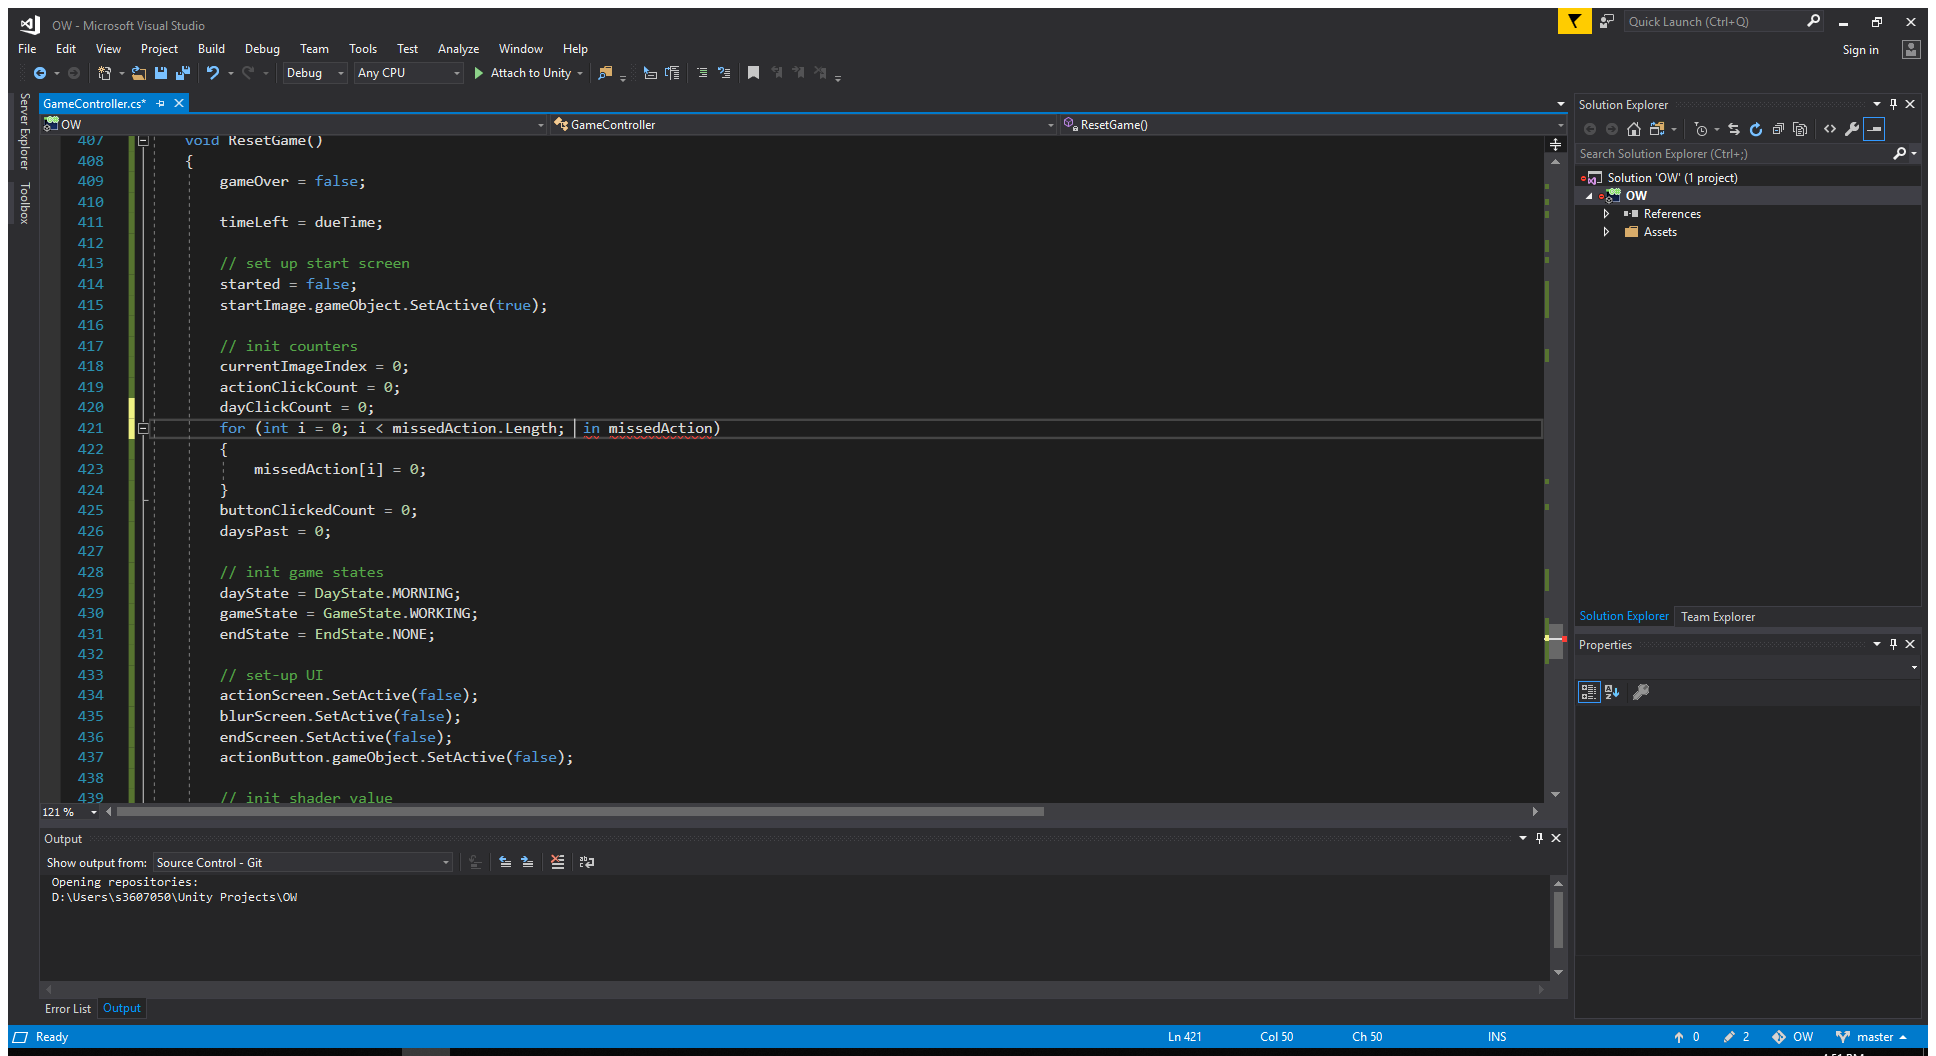 OW - Microsoft Visual Studio
Quick Launch (Ctrl+Q)
File Edit View Project Build Debug Team Tools Test Analyze Window Help
Sign in
Debug Any CPU Attach to Unity
Server Explorer
Toolbox
GameController.cs*
OW GameController ResetGame()
407 void ResetGame()
408 {
409 gameOver = false;
410
411 timeLeft = dueTime;
412
413 // set up start screen
414 started = false;
415 startImage.gameObject.SetActive(true);
416
417 // init counters
418 currentImageIndex = 0;
419 actionClickCount = 0;
420 dayClickCount = 0;
421 for (int i = 0; i < missedAction.Length; in missedAction)
422 {
423 missedAction[i] = 0;
424 }
425 buttonClickedCount = 0;
426 daysPast = 0;
427
428 // init game states
429 dayState = DayState.MORNING;
430 gameState = GameState.WORKING;
431 endState = EndState.NONE;
432
433 // set-up UI
434 actionScreen.SetActive(false);
435 blurScreen.SetActive(false);
436 endScreen.SetActive(false);
437 actionButton.gameObject.SetActive(false);
438
439 // init shader value
121 %
Output
Show output from: Source Control - Git
Opening repositories:
D:\Users\s3607050\Unity Projects\OW
Error List Output
Solution Explorer
Search Solution Explorer (Ctrl+;)
Solution 'OW' (1 project)
OW
References
Assets
Solution Explorer Team Explorer
Properties
Ready Ln 421 Col 50 Ch 50 INS 0 2 OW master